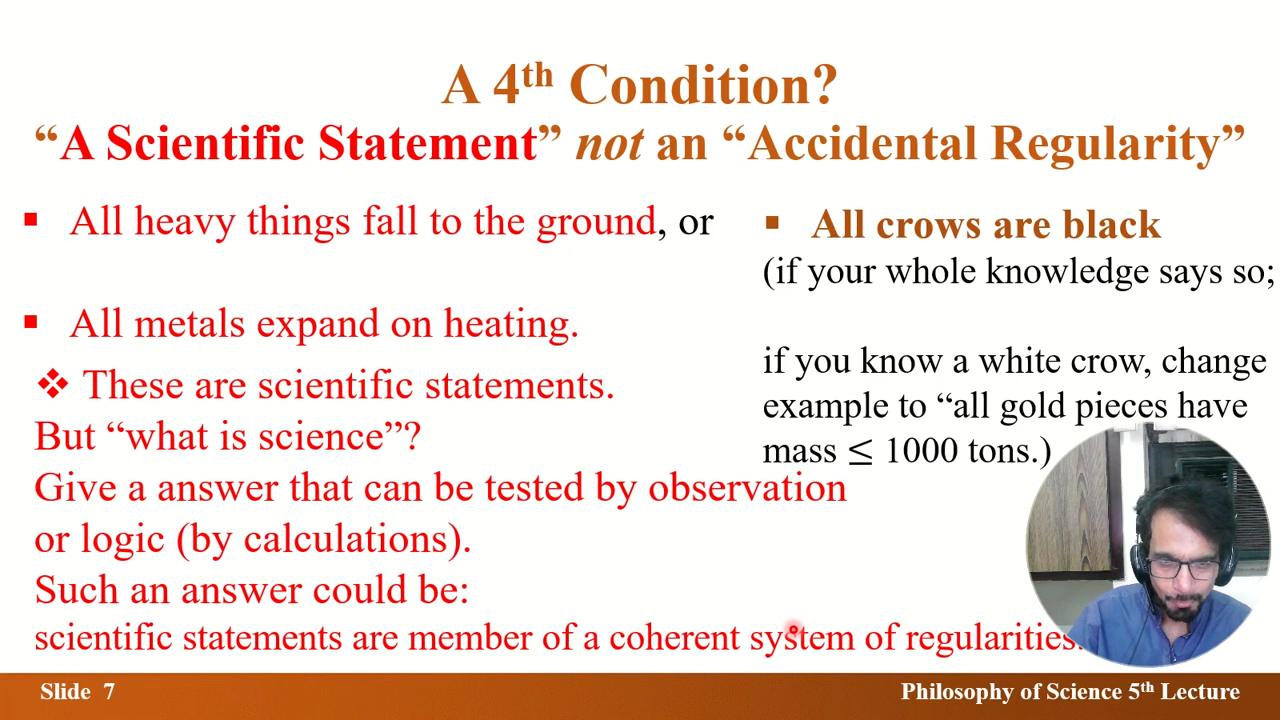 A 4th Condition?
“A Scientific Statement” not an “Accidental Regularity”
▪ All heavy things fall to the ground, or
▪ All metals expand on heating.
❖ These are scientific statements.
But “what is science”?
Give a answer that can be tested by observation
or logic (by calculations).
Such an answer could be:
scientific statements are member of a coherent system of regularities.
▪ All crows are black
(if your whole knowledge says so;
if you know a white crow, change
example to “all gold pieces have
mass ≤ 1000 tons.)
Slide 7
Philosophy of Science 5th Lecture